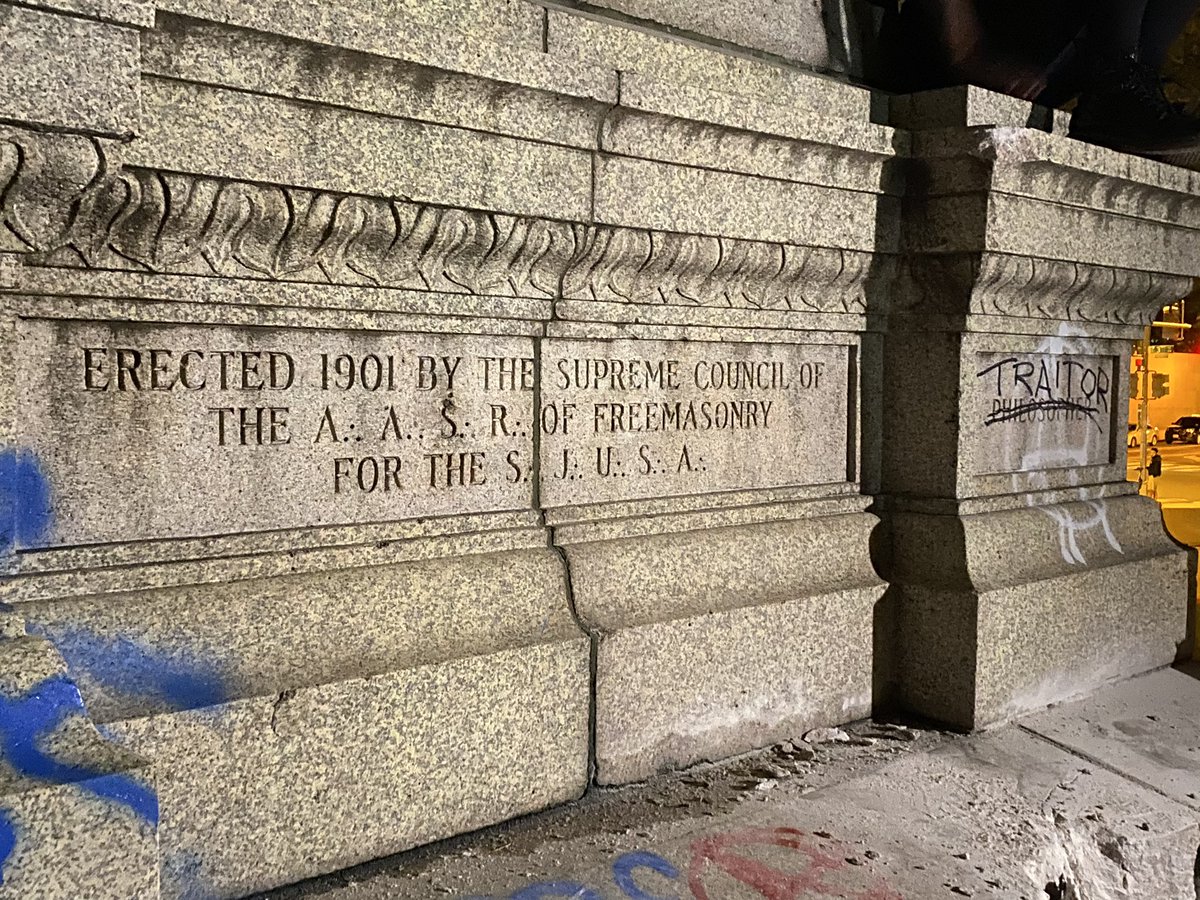 ERECTED 1901 BY THE SUPREME COUNCIL OF
THE A∴ A∴ S∴ R∴ OF FREEMASONRY
FOR THE S∴ J∴ U∴ S∴ A∴
TRAITOR
PHILOSOPHER